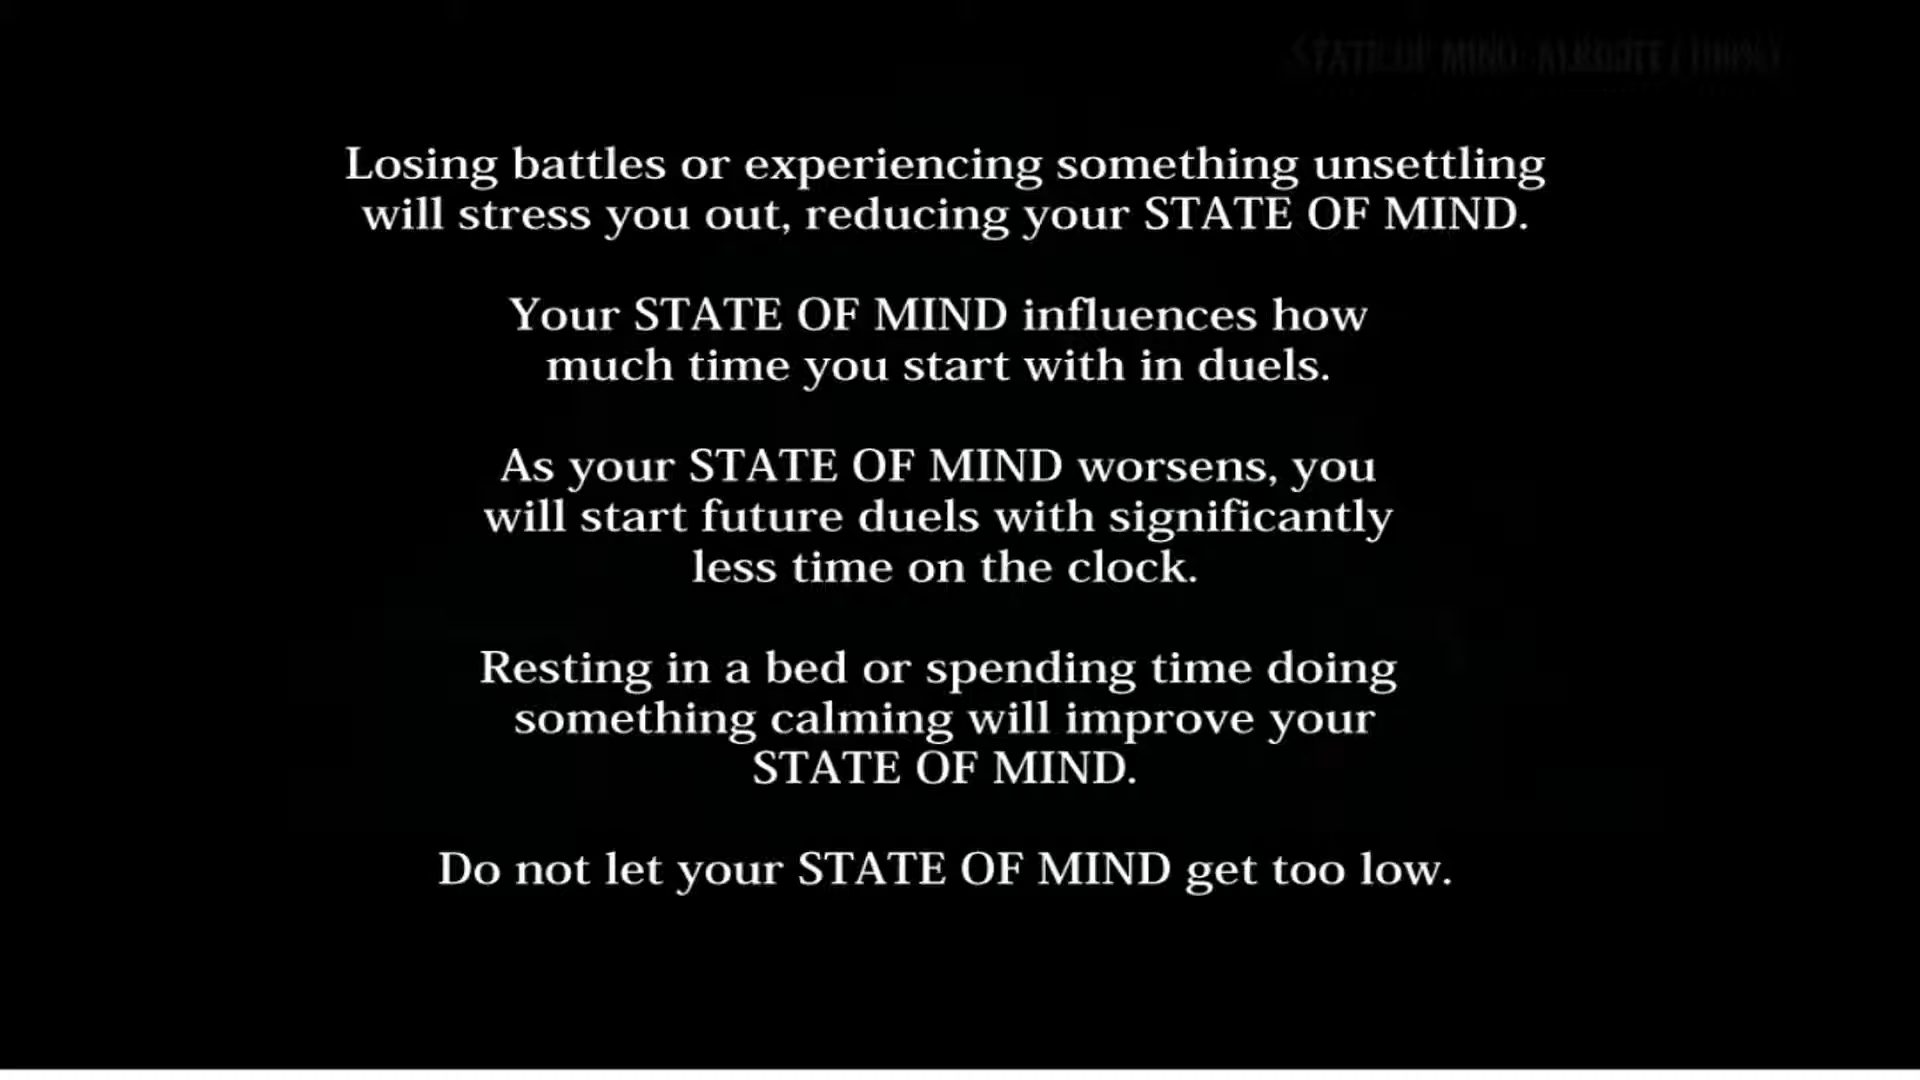 STATE OF MIND
Losing battles or experiencing something unsettling
will stress you out, reducing your STATE OF MIND.
Your STATE OF MIND influences how
much time you start with in duels.
As your STATE OF MIND worsens, you
will start future duels with significantly
less time on the clock.
Resting in a bed or spending time doing
something calming will improve your
STATE OF MIND.
Do not let your STATE OF MIND get too low.